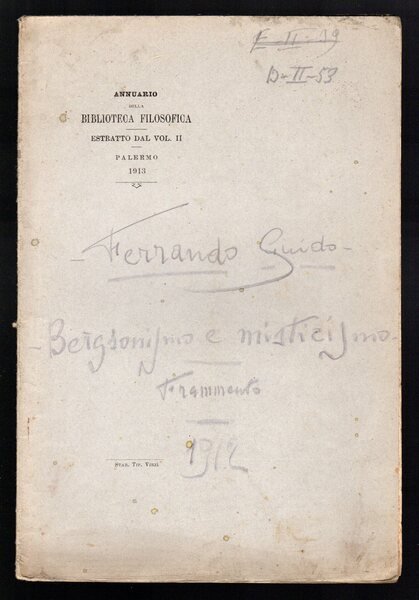 E-II-39
D-II-53
ANNUARIO
DELLA
BIBLIOTECA FILOSOFICA
ESTRATTO DAL VOL. II
PALERMO
1913
- Ferrando Guido -
- Bergsonismo e misticismo -
Frammento
1912
Stab. Tip. Virzì